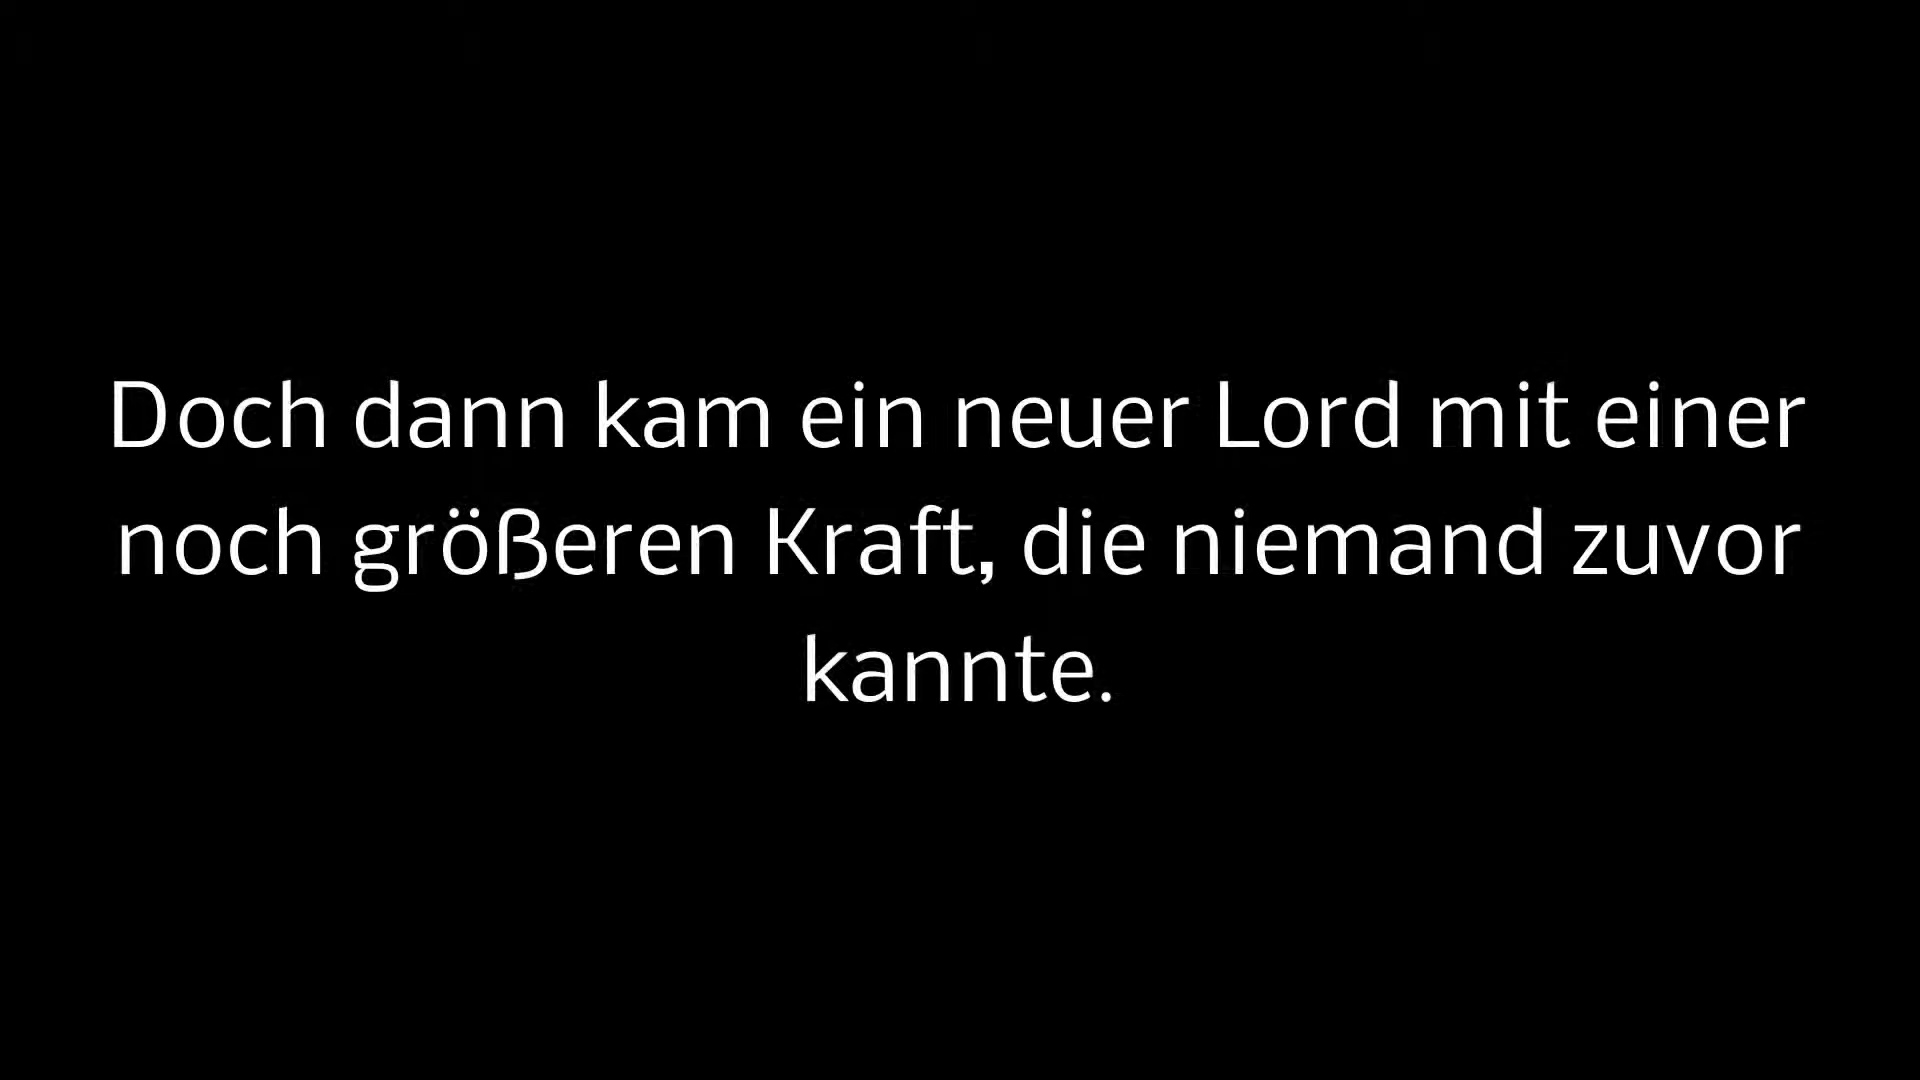 Doch dann kam ein neuer Lord mit einer
noch größeren Kraft, die niemand zuvor
kannte.